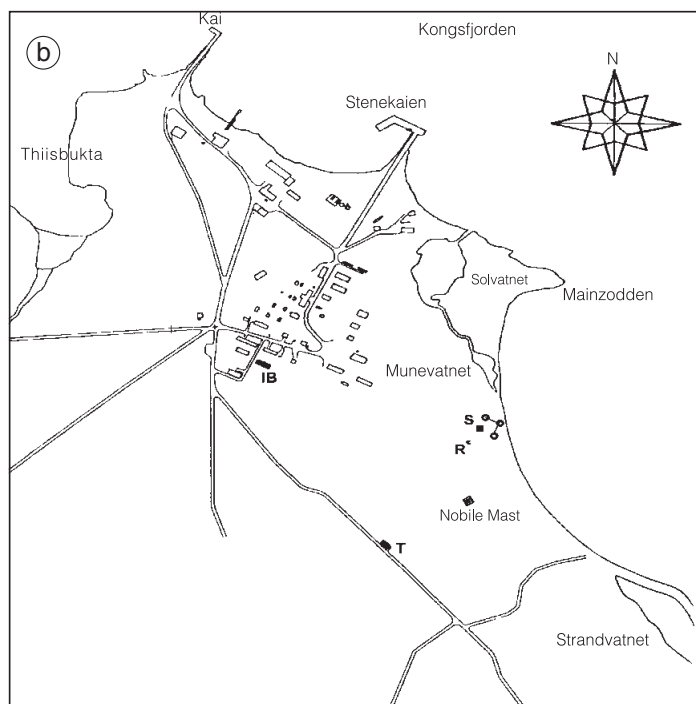 b
Kai
Kongsfjorden
N
Stenekaien
Thiisbukta
Solvatnet
Mainzodden
Munevatnet
IB
S
R
Nobile Mast
T
Strandvatnet